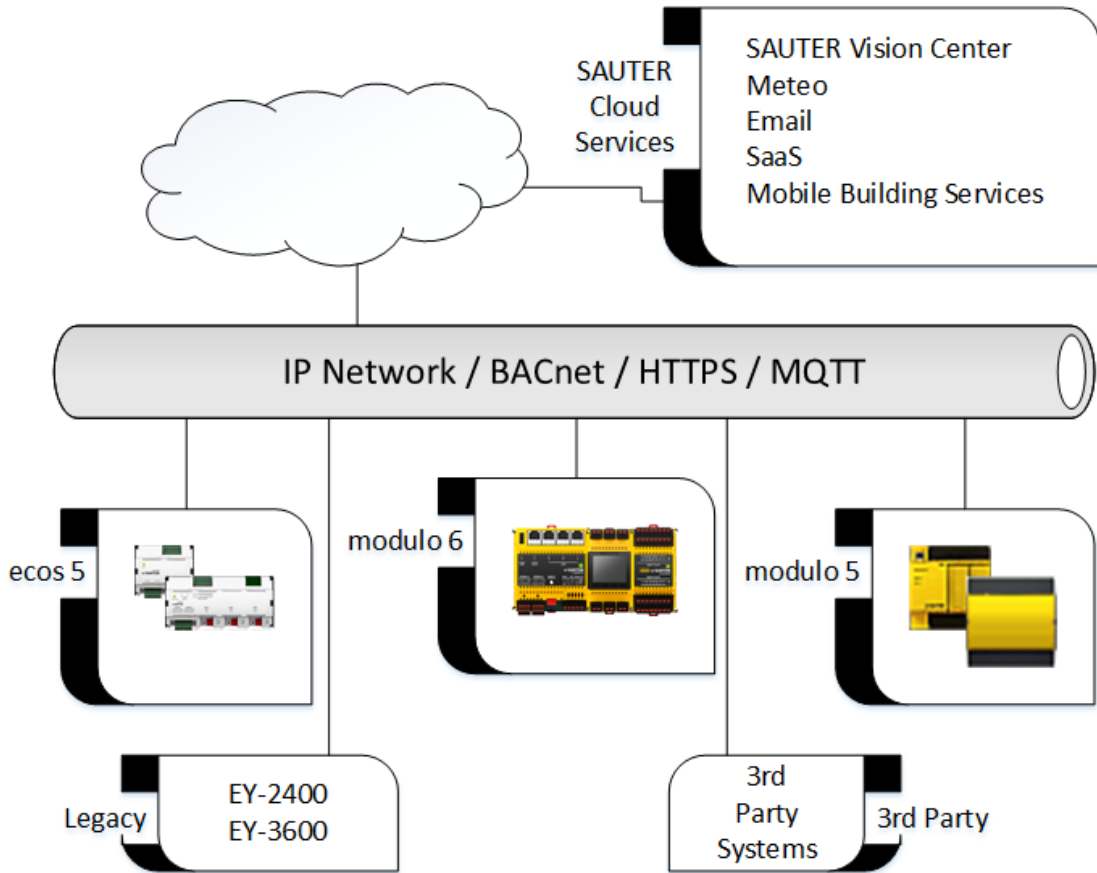 SAUTER
Cloud
Services
SAUTER Vision Center
Meteo
Email
SaaS
Mobile Building Services
IP Network / BACnet / HTTPS / MQTT
ecos 5
modulo 6
modulo 5
Legacy
EY-2400
EY-3600
3rd
Party
Systems
3rd Party